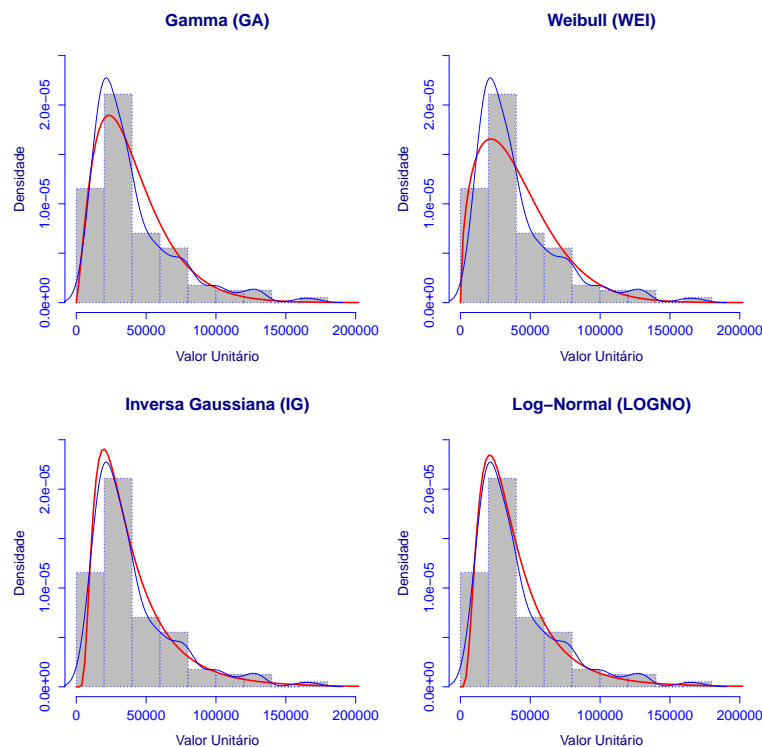 Gamma (GA)
Densidade
0.0e+00 1.0e-05 2.0e-05
0 50000 100000 150000 200000
Valor Unitário
Weibull (WEI)
Densidade
0.0e+00 1.0e-05 2.0e-05
0 50000 100000 150000 200000
Valor Unitário
Inversa Gaussiana (IG)
Densidade
0.0e+00 1.0e-05 2.0e-05
0 50000 100000 150000 200000
Valor Unitário
Log−Normal (LOGNO)
Densidade
0.0e+00 1.0e-05 2.0e-05
0 50000 100000 150000 200000
Valor Unitário